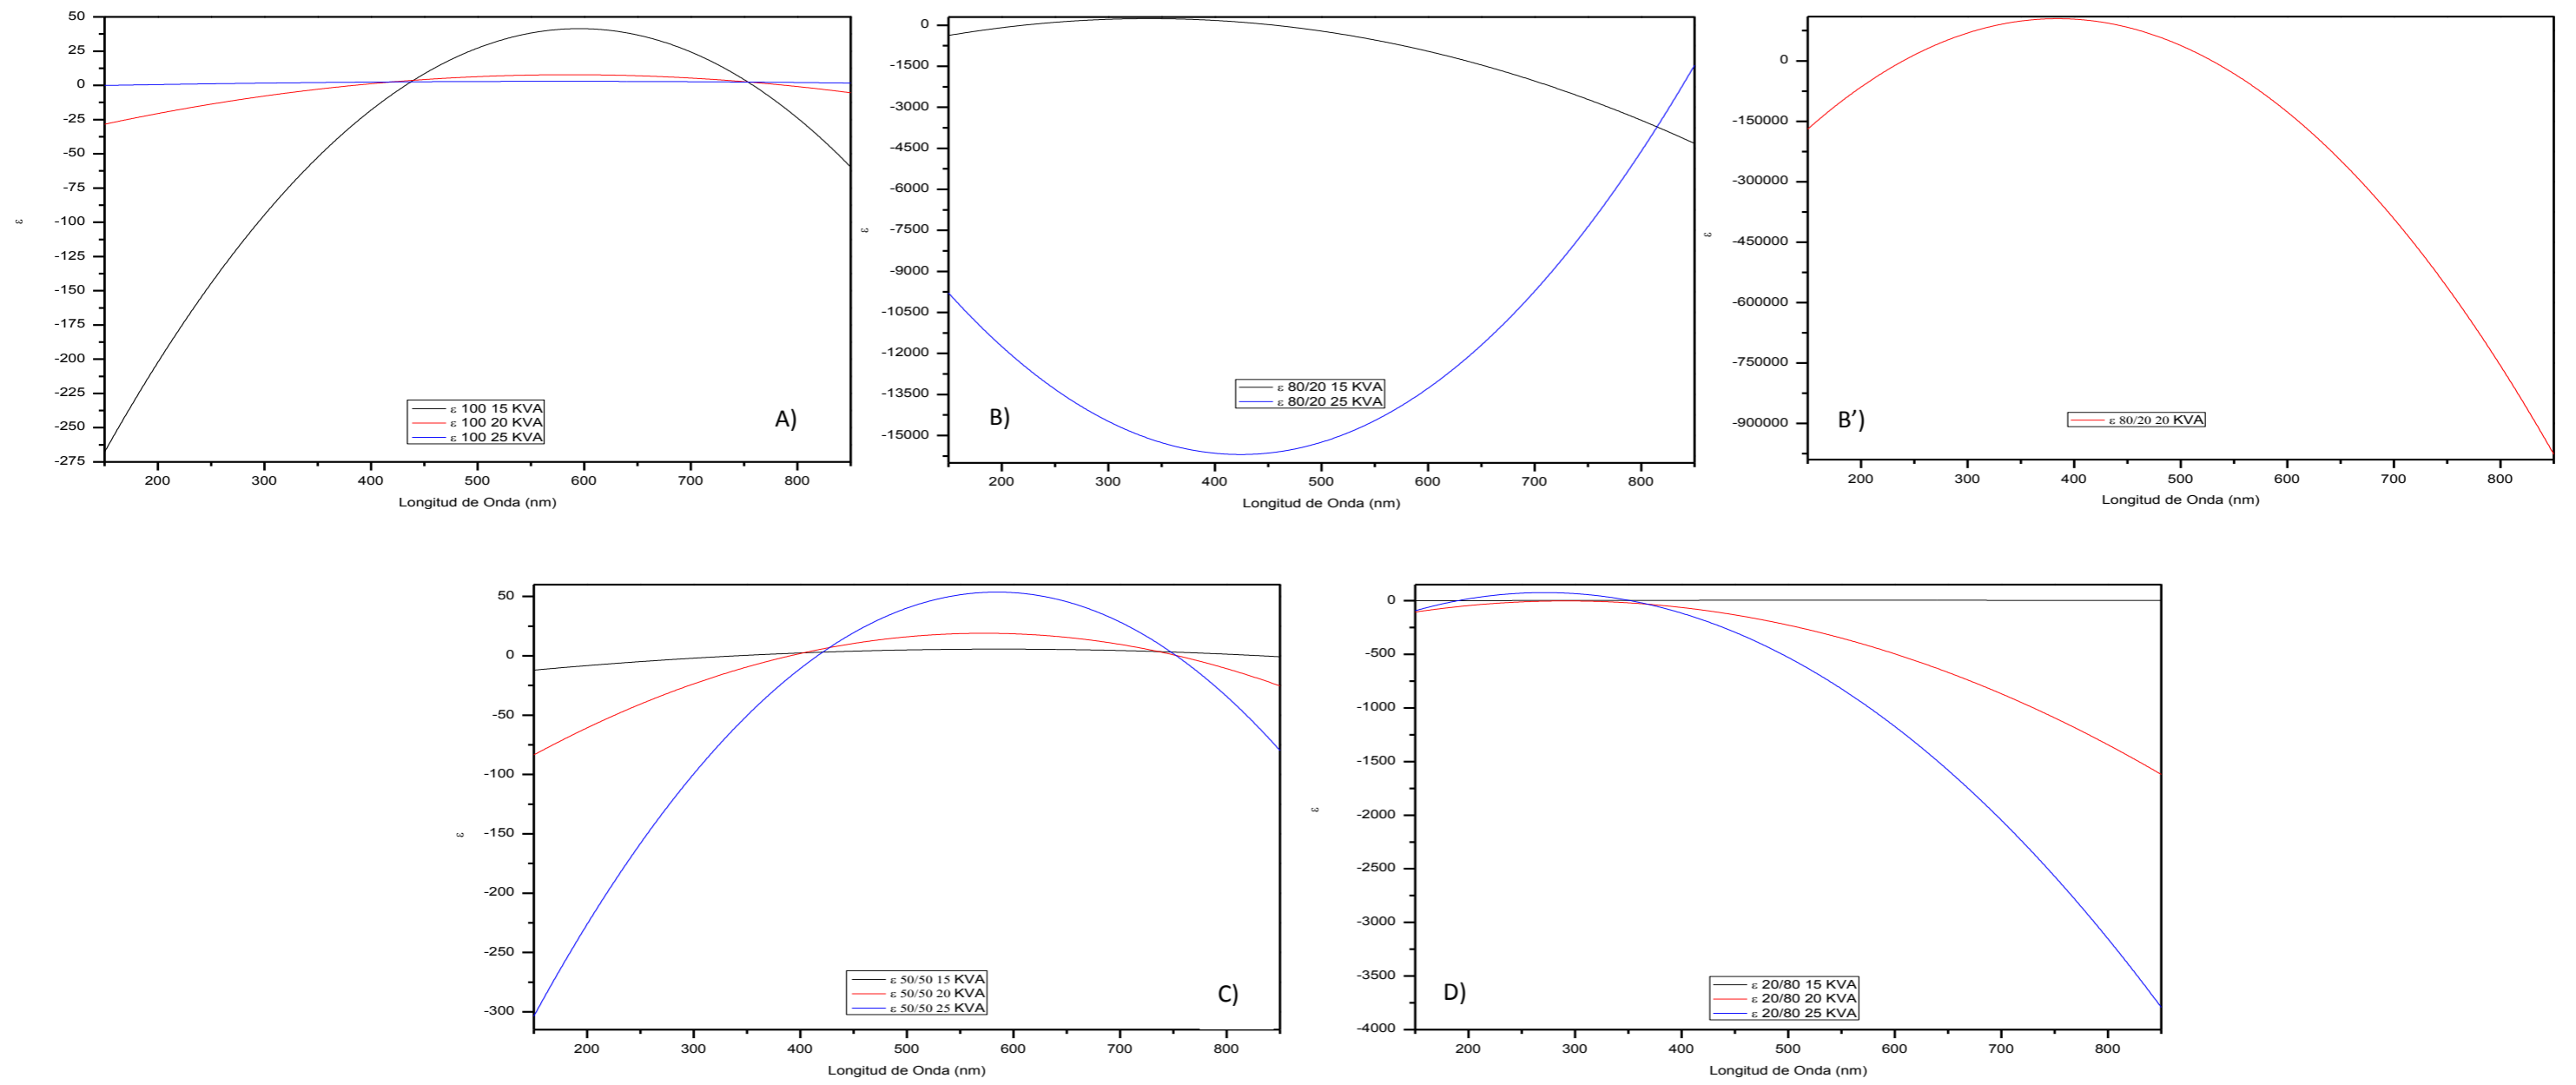 50
25
0
-25
-50
-75
-100
-125
-150
-175
-200
-225
-250
-275
ε
200 300 400 500 600 700 800
Longitud de Onda (nm)
ε 100 15 KVA
ε 100 20 KVA
ε 100 25 KVA
A)
0
-1500
-3000
-4500
-6000
-7500
-9000
-10500
-12000
-13500
-15000
ε
200 300 400 500 600 700 800
Longitud de Onda (nm)
ε 80/20 15 KVA
ε 80/20 25 KVA
B)
0
-150000
-300000
-450000
-600000
-750000
-900000
ε
200 300 400 500 600 700 800
Longitud de Onda (nm)
ε 80/20 20 KVA
B’)
50
0
-50
-100
-150
-200
-250
-300
ε
200 300 400 500 600 700 800
Longitud de Onda (nm)
ε 50/50 15 KVA
ε 50/50 20 KVA
ε 50/50 25 KVA
C)
0
-500
-1000
-1500
-2000
-2500
-3000
-3500
-4000
ε
200 300 400 500 600 700 800
Longitud de Onda (nm)
ε 20/80 15 KVA
ε 20/80 20 KVA
ε 20/80 25 KVA
D)